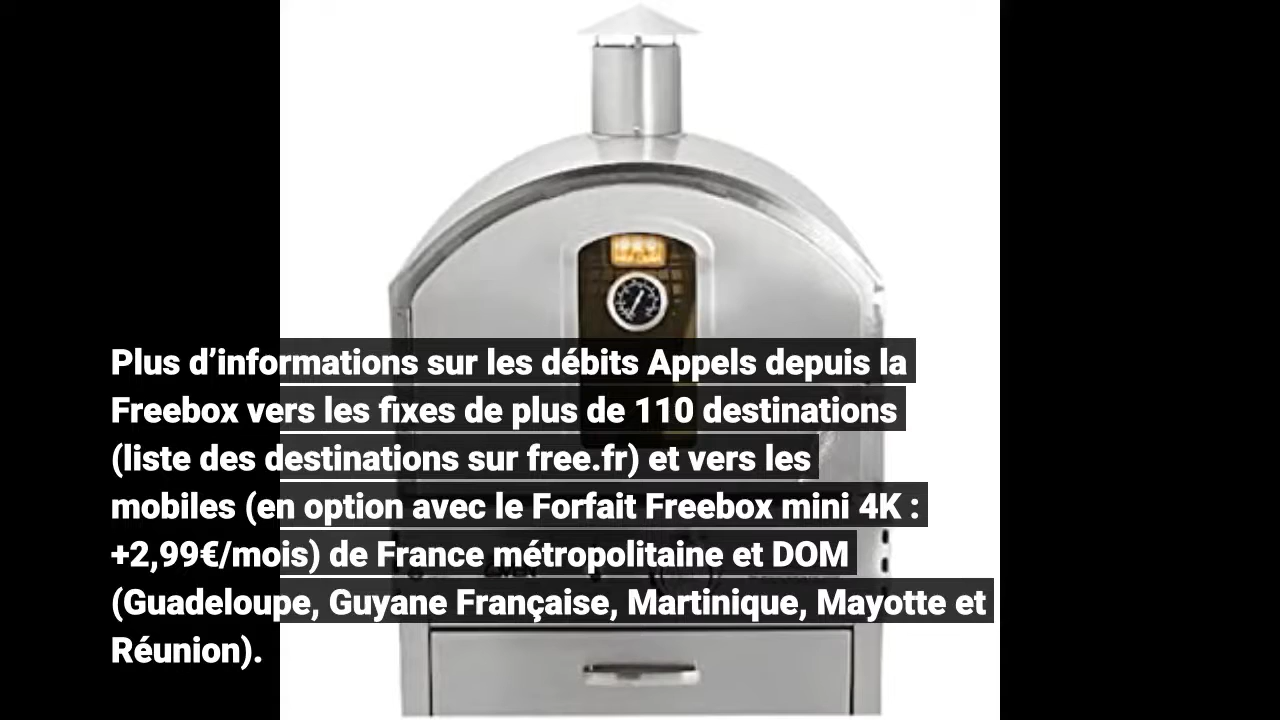 Plus d’informations sur les débits Appels depuis la
Freebox vers les fixes de plus de 110 destinations
(liste des destinations sur free.fr) et vers les
mobiles (en option avec le Forfait Freebox mini 4K :
+2,99€/mois) de France métropolitaine et DOM
(Guadeloupe, Guyane Française, Martinique, Mayotte et
Réunion).